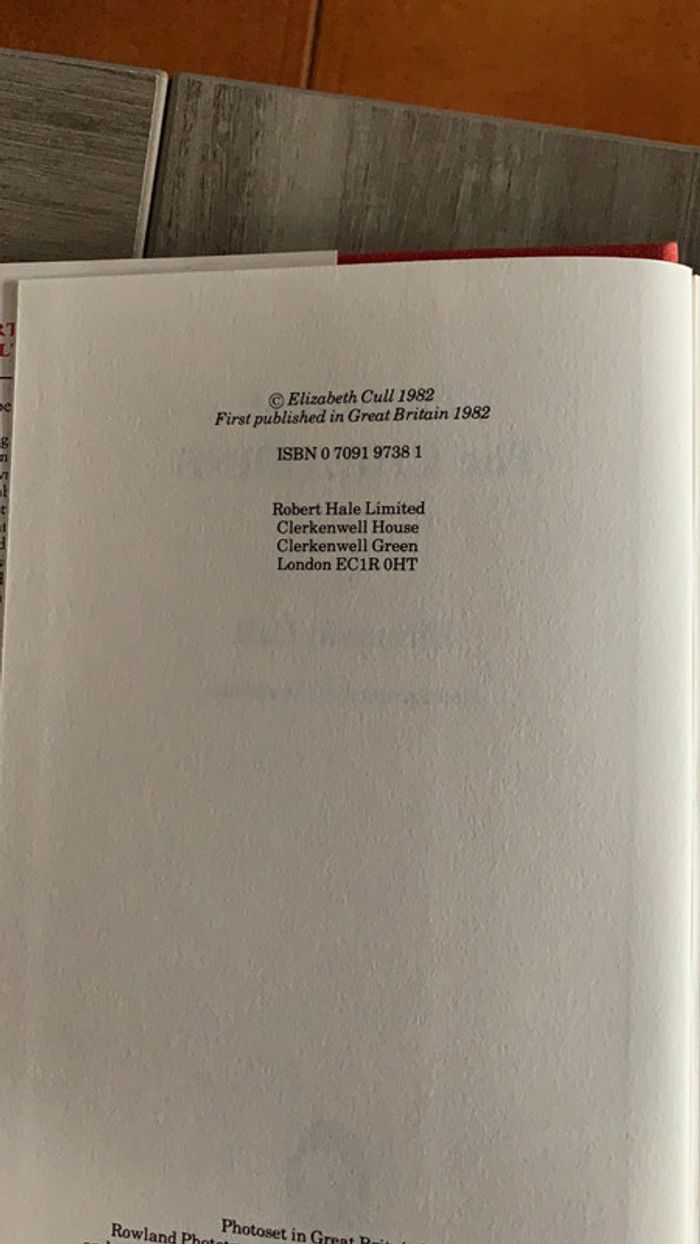 © Elizabeth Cull 1982
First published in Great Britain 1982
ISBN 0 7091 9738 1
Robert Hale Limited
Clerkenwell House
Clerkenwell Green
London EC1R 0HT
Photoset in Great
Rowland